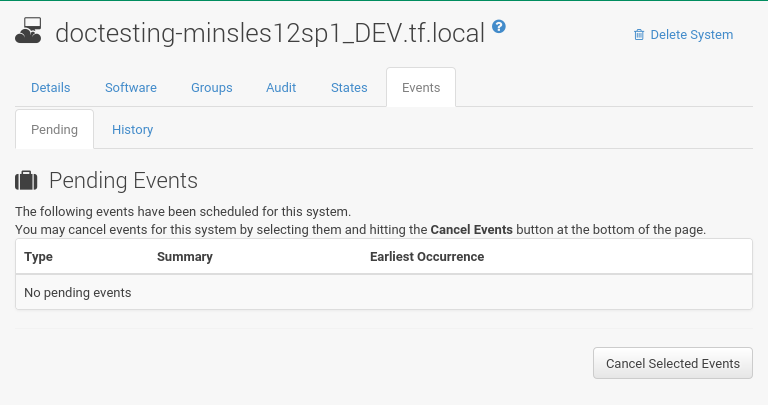 doctesting-minsles12sp1_DEV.tf.local ?
Delete System
Details Software Groups Audit States Events
Pending History
Pending Events
The following events have been scheduled for this system.
You may cancel events for this system by selecting them and hitting the Cancel Events button at the bottom of the page.
Type Summary Earliest Occurrence
No pending events
Cancel Selected Events